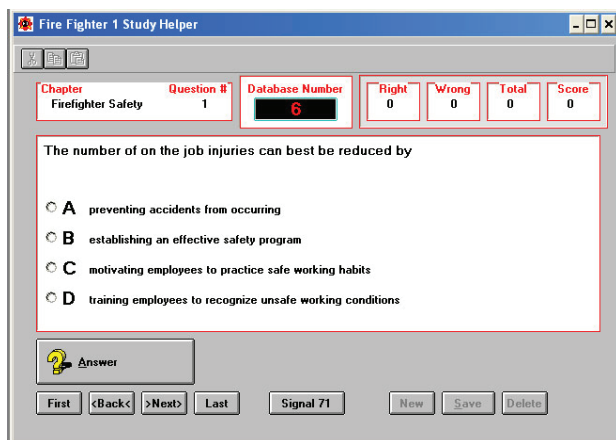 Fire Fighter 1 Study Helper
Chapter Question # Database Number Right Wrong Total Score
Firefighter Safety 1 6 0 0 0 0
The number of on the job injuries can best be reduced by
A preventing accidents from occurring
B establishing an effective safety program
C motivating employees to practice safe working habits
D training employees to recognize unsafe working conditions
Answer
First <Back< >Next> Last Signal 71 New Save Delete